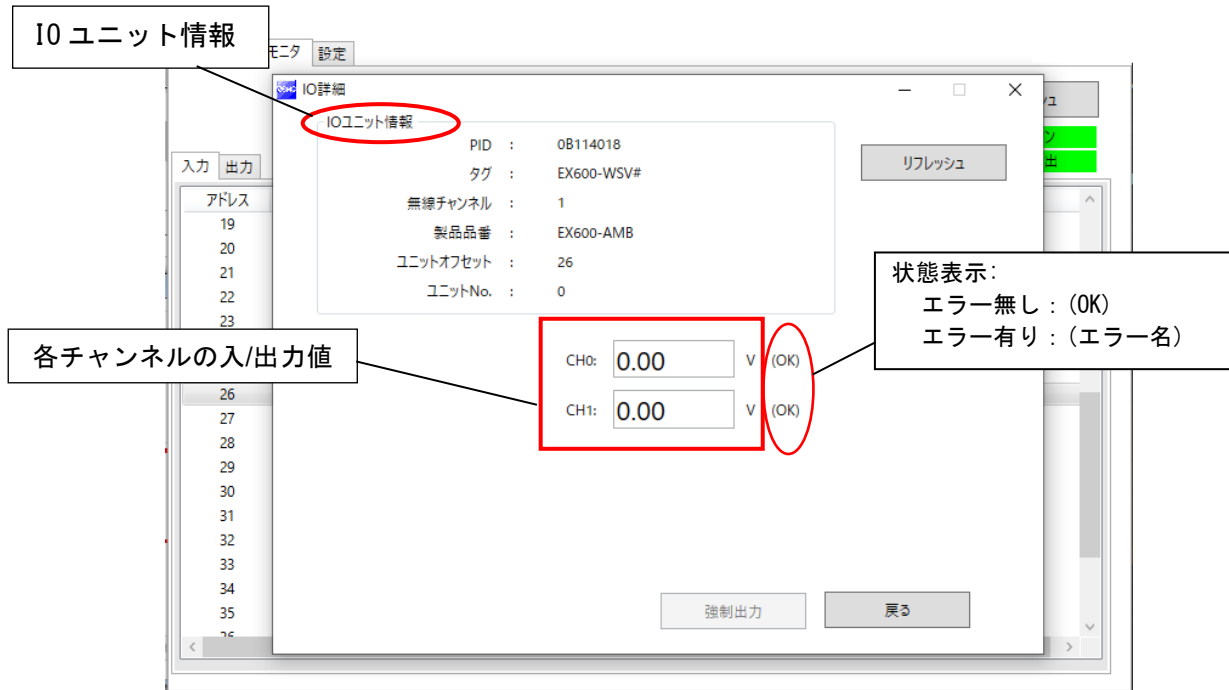 IO ユニット情報
モニタ 設定
IO詳細
IOユニット情報
PID : 0B114018
タグ : EX600-WSV#
無線チャンネル : 1
製品品番 : EX600-AMB
ユニットオフセット : 26
ユニットNo. : 0
リフレッシュ
入力 出力
アドレス
19
20
21
22
23
26
27
28
29
30
31
32
33
34
35
状態表示:
エラー無し:(OK)
エラー有り:(エラー名)
各チャンネルの入/出力値
CH0: 0.00 V (OK)
CH1: 0.00 V (OK)
強制出力 戻る